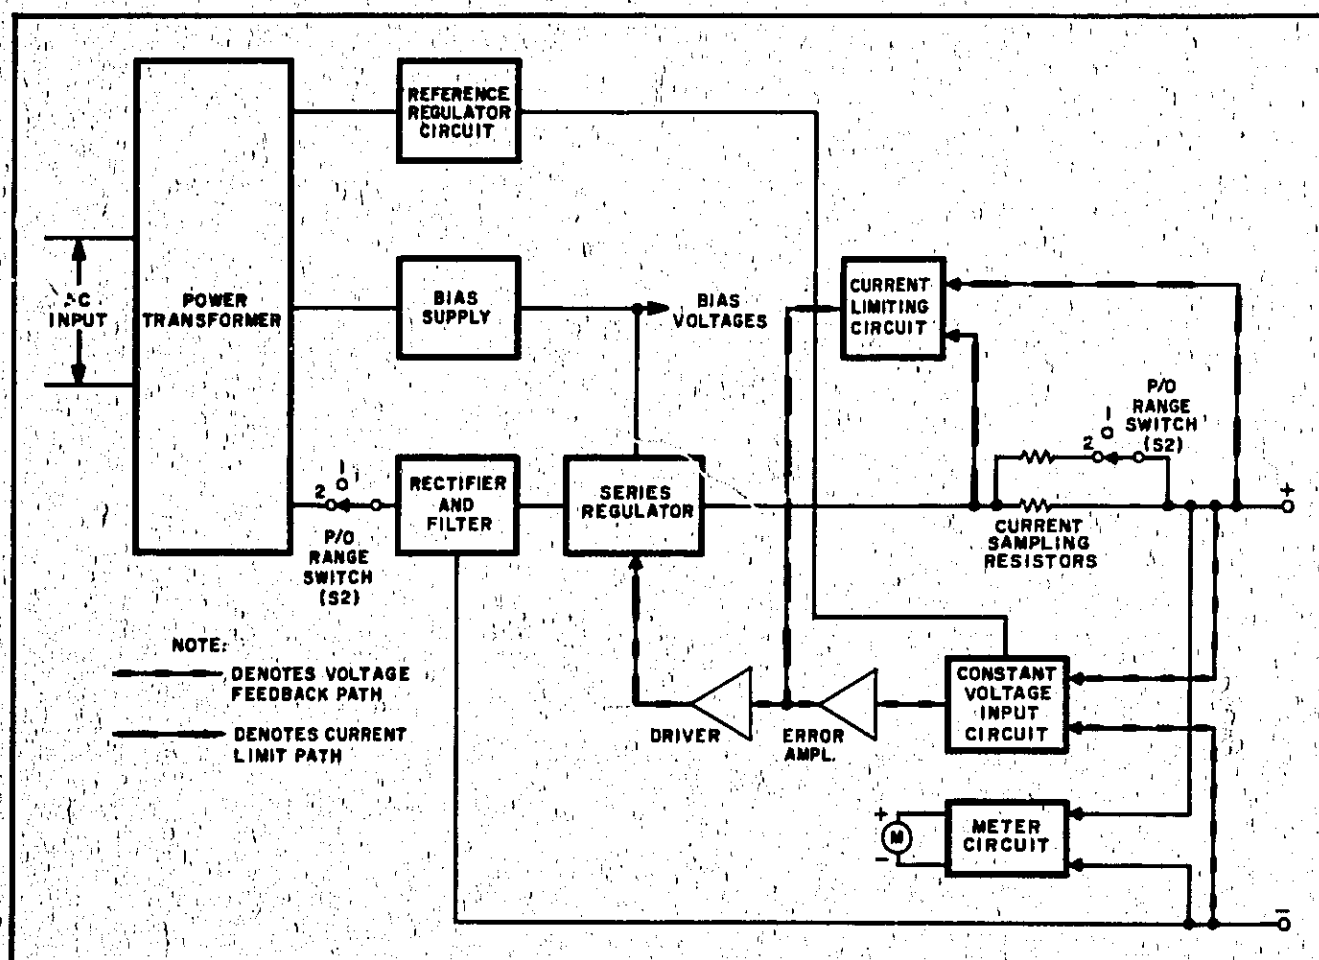 REFERENCE
REGULATOR
CIRCUIT
AC
INPUT
POWER
TRANSFORMER
BIAS
SUPPLY
BIAS
VOLTAGES
CURRENT
LIMITING
CIRCUIT
P/O
RANGE
SWITCH
(S2)
1
2
1
2
RECTIFIER
AND
FILTER
SERIES
REGULATOR
+
CURRENT
SAMPLING
RESISTORS
P/O
RANGE
SWITCH
(S2)
NOTE:
DENOTES VOLTAGE
FEEDBACK PATH
DENOTES CURRENT
LIMIT PATH
DRIVER
ERROR
AMPL.
CONSTANT
VOLTAGE
INPUT
CIRCUIT
+
M
-
METER
CIRCUIT
-